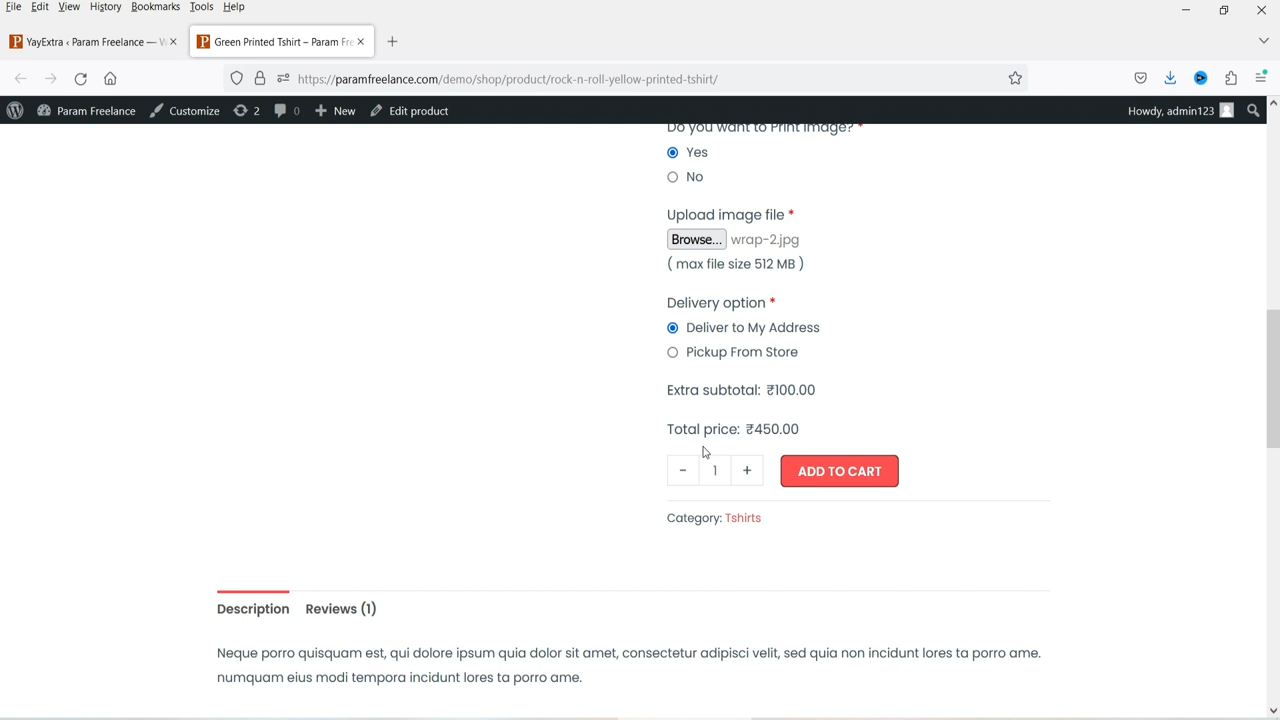 File Edit View History Bookmarks Tools Help
YayExtra ‹ Param Freelance — W
Green Printed Tshirt – Param Fre
https://paramfreelance.com/demo/shop/product/rock-n-roll-yellow-printed-tshirt/
Param Freelance Customize 2 0 New Edit product Howdy, admin123
Do you want to Print Image? *
Yes
No
Upload image file *
Browse... wrap-2.jpg
( max file size 512 MB )
Delivery option *
Deliver to My Address
Pickup From Store
Extra subtotal: ₹100.00
Total price: ₹450.00
- 1 + ADD TO CART
Category: Tshirts
Description Reviews (1)
Neque porro quisquam est, qui dolore ipsum quia dolor sit amet, consectetur adipisci velit, sed quia non incidunt lores ta porro ame.
numquam eius modi tempora incidunt lores ta porro ame.